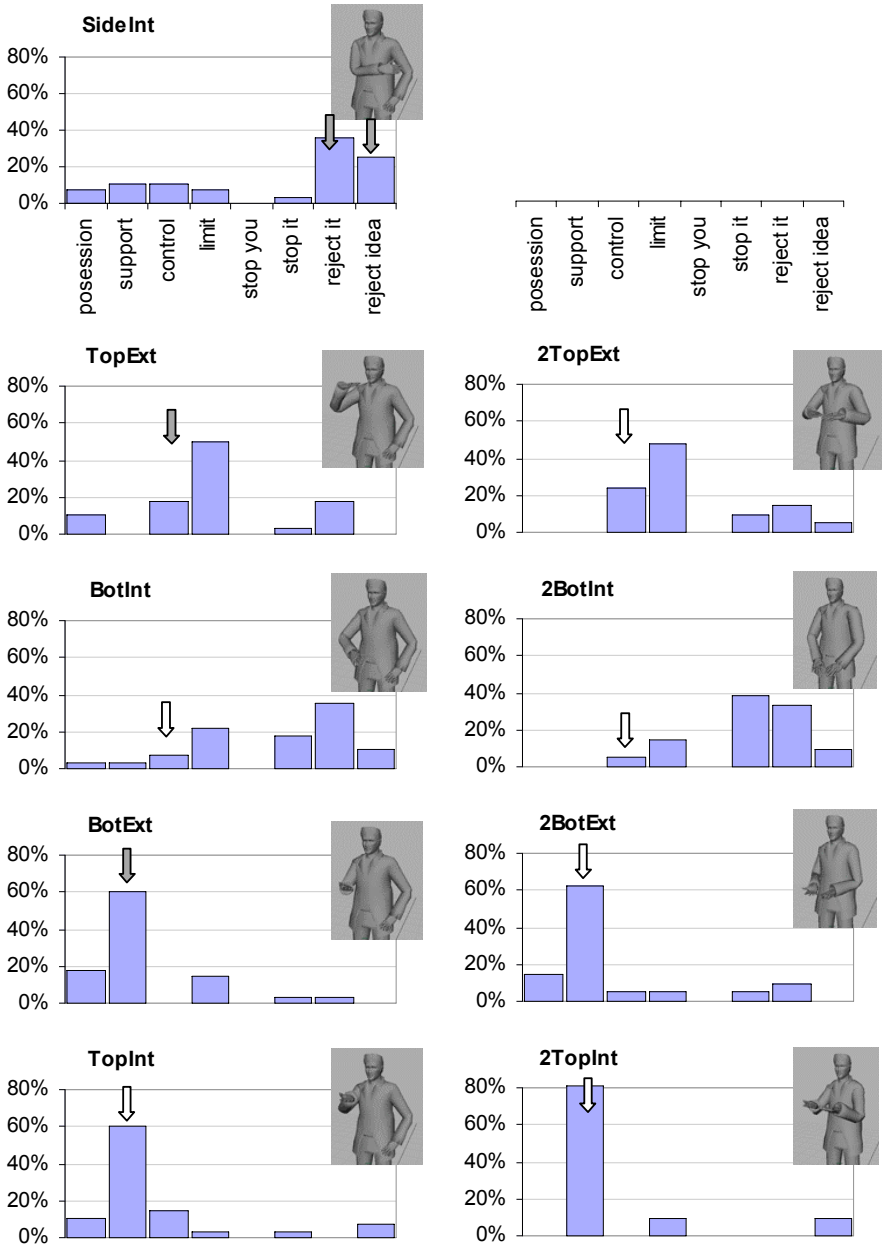 SideInt
80%
60%
40%
20%
0%
posession
support
control
limit
stop you
stop it
reject it
reject idea
posession
support
control
limit
stop you
stop it
reject it
reject idea
TopExt
80%
60%
40%
20%
0%
2TopExt
80%
60%
40%
20%
0%
BotInt
80%
60%
40%
20%
0%
2BotInt
80%
60%
40%
20%
0%
BotExt
80%
60%
40%
20%
0%
2BotExt
80%
60%
40%
20%
0%
TopInt
80%
60%
40%
20%
0%
2TopInt
80%
60%
40%
20%
0%